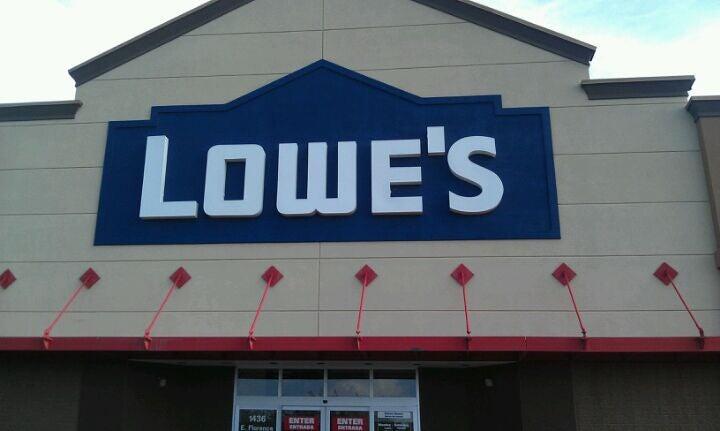 LOWE'S
1436
E. Florence
ENTER
ENTRADA
ENTER
ENTRADA